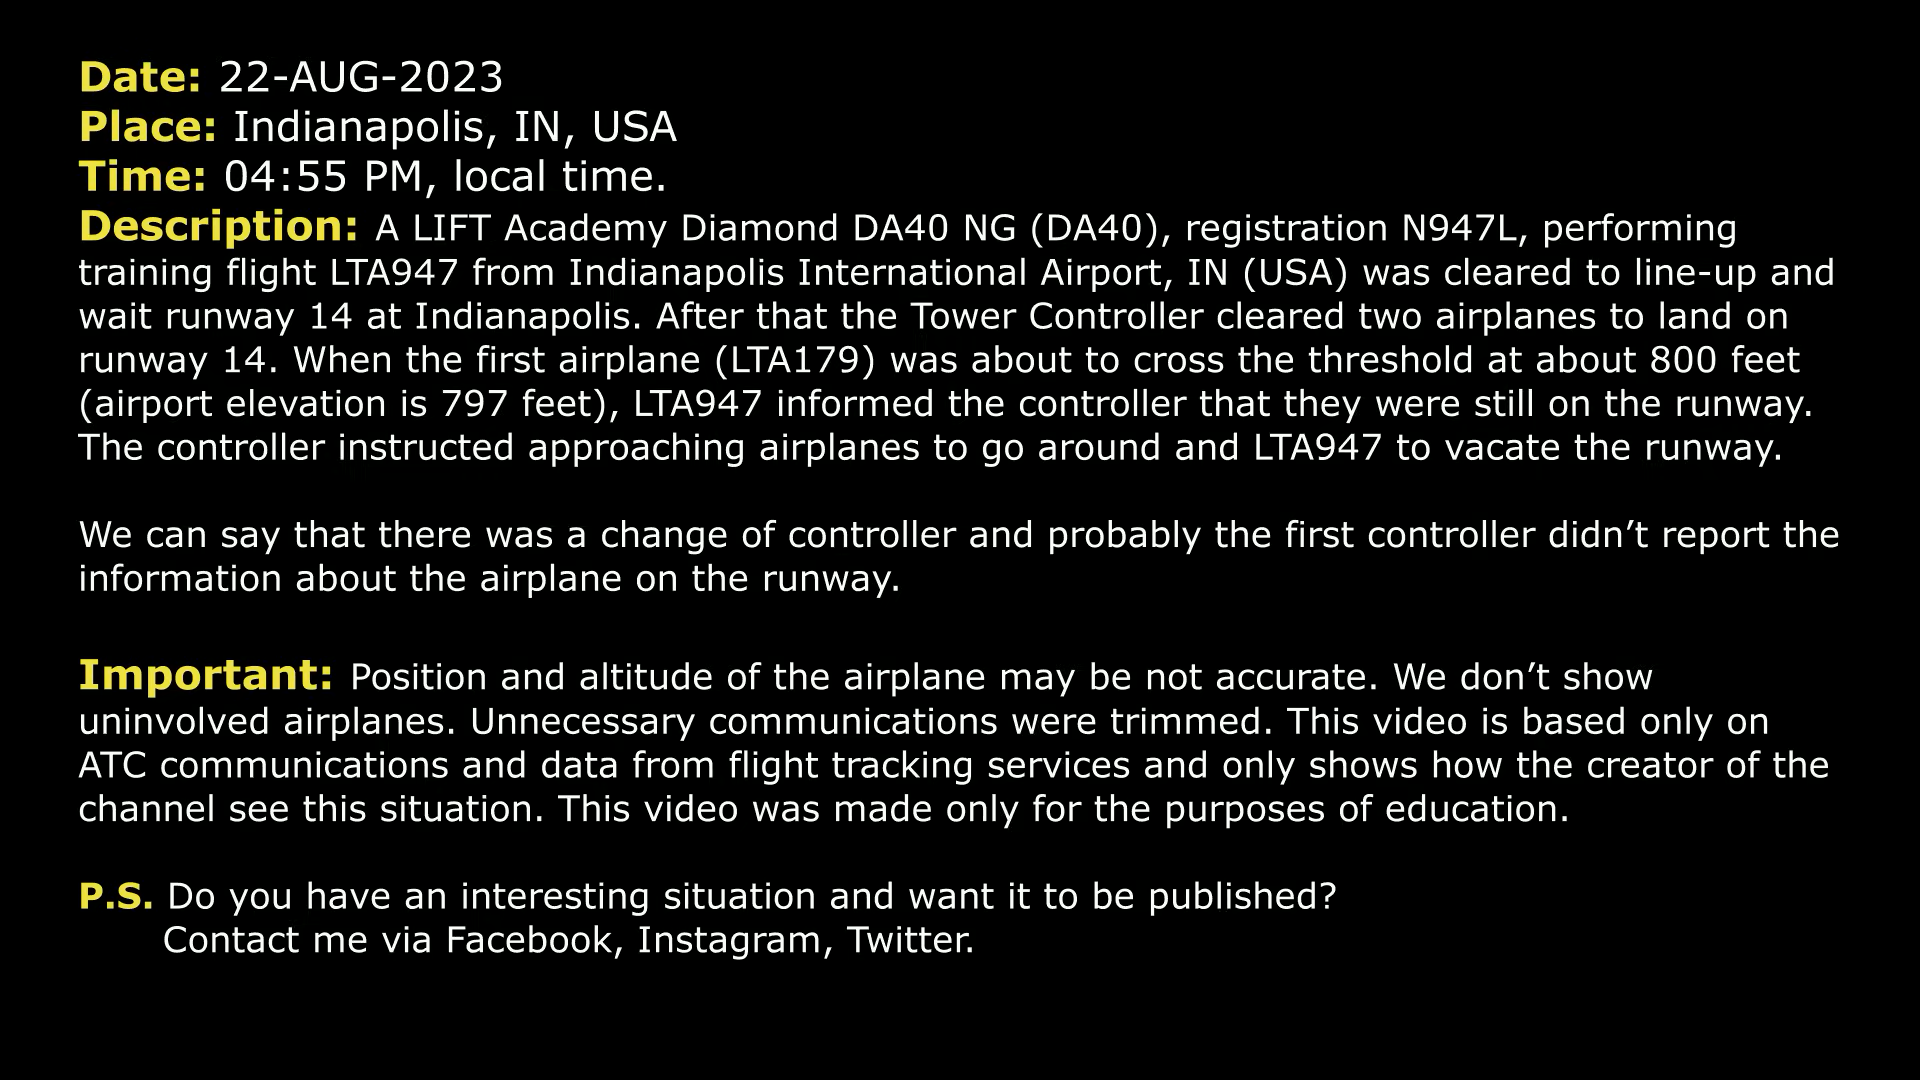 Date: 22-AUG-2023
Place: Indianapolis, IN, USA
Time: 04:55 PM, local time.
Description: A LIFT Academy Diamond DA40 NG (DA40), registration N947L, performing
training flight LTA947 from Indianapolis International Airport, IN (USA) was cleared to line-up and
wait runway 14 at Indianapolis. After that the Tower Controller cleared two airplanes to land on
runway 14. When the first airplane (LTA179) was about to cross the threshold at about 800 feet
(airport elevation is 797 feet), LTA947 informed the controller that they were still on the runway.
The controller instructed approaching airplanes to go around and LTA947 to vacate the runway.
We can say that there was a change of controller and probably the first controller didn’t report the
information about the airplane on the runway.
Important: Position and altitude of the airplane may be not accurate. We don’t show
uninvolved airplanes. Unnecessary communications were trimmed. This video is based only on
ATC communications and data from flight tracking services and only shows how the creator of the
channel see this situation. This video was made only for the purposes of education.
P.S. Do you have an interesting situation and want it to be published?
Contact me via Facebook, Instagram, Twitter.